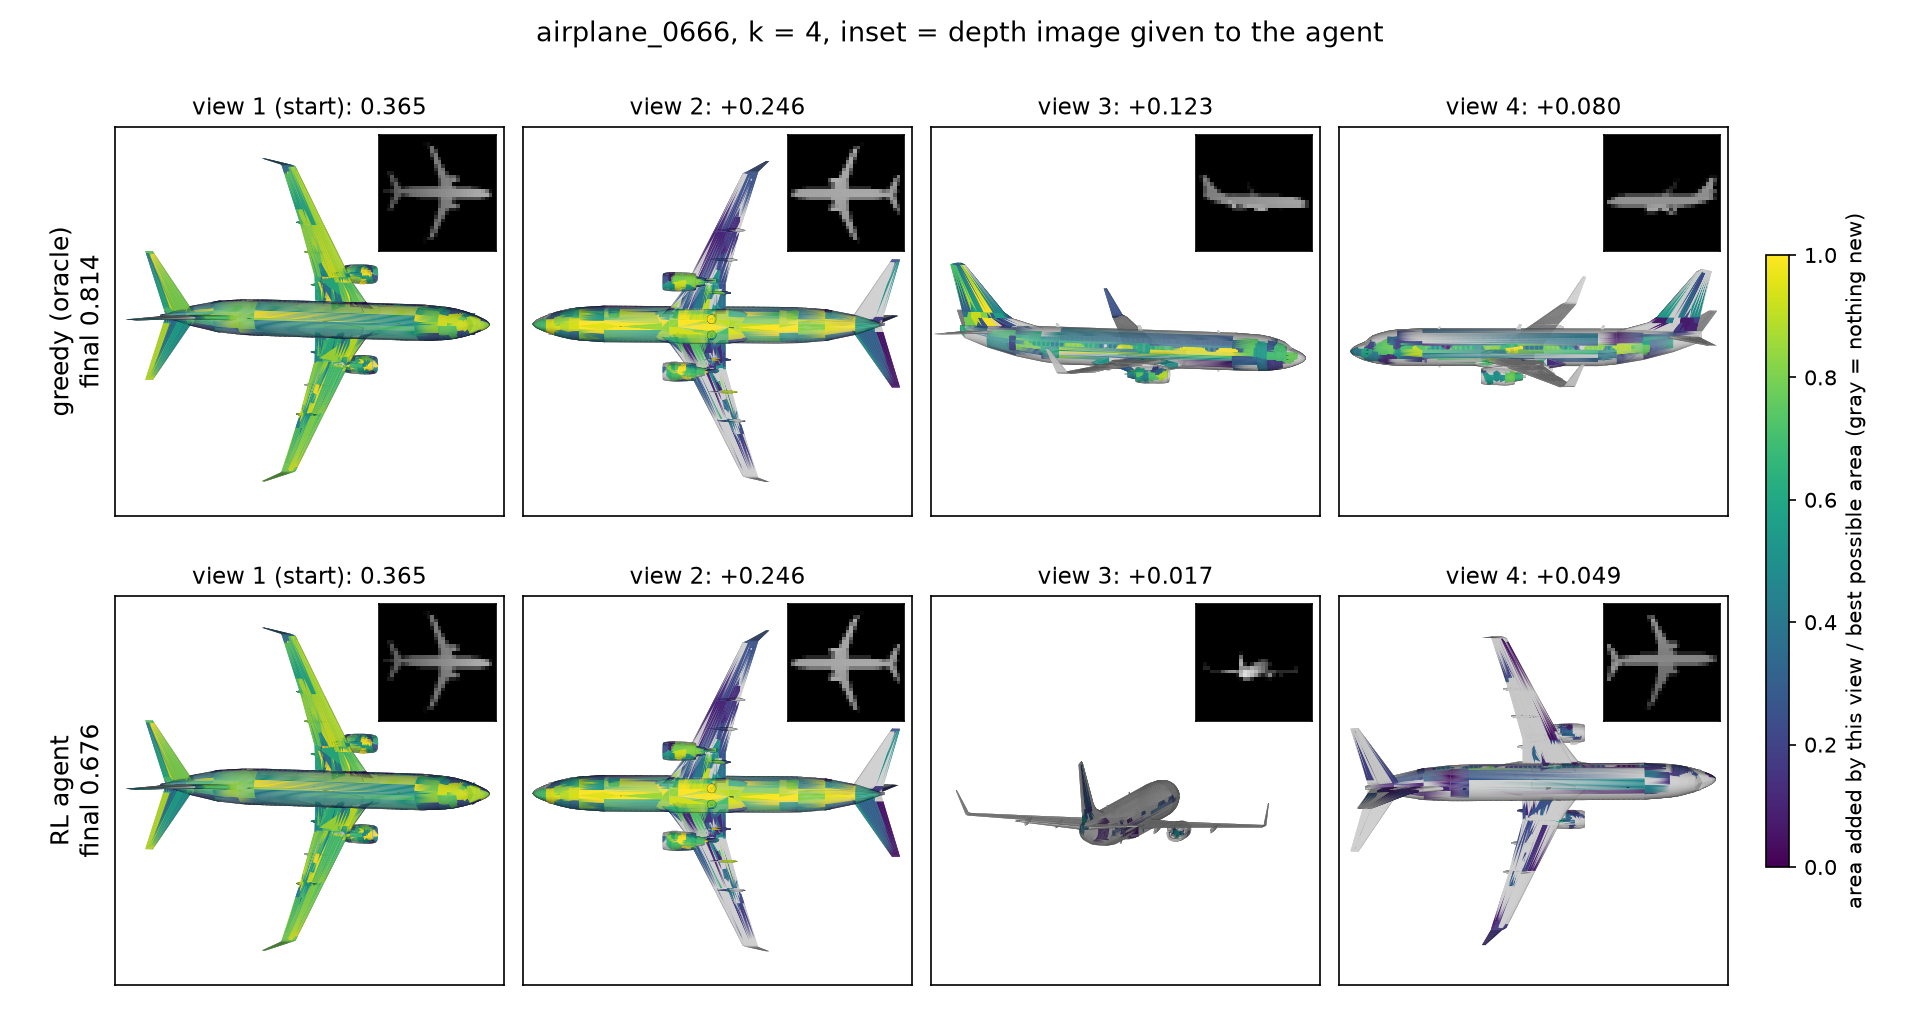 airplane_0666, k = 4, inset = depth image given to the agent
view 1 (start): 0.365
view 2: +0.246
view 3: +0.123
view 4: +0.080
greedy (oracle)
final 0.814
view 1 (start): 0.365
view 2: +0.246
view 3: +0.017
view 4: +0.049
RL agent
final 0.676
1.0
0.8
0.6
0.4
0.2
0.0
area added by this view / best possible area (gray = nothing new)